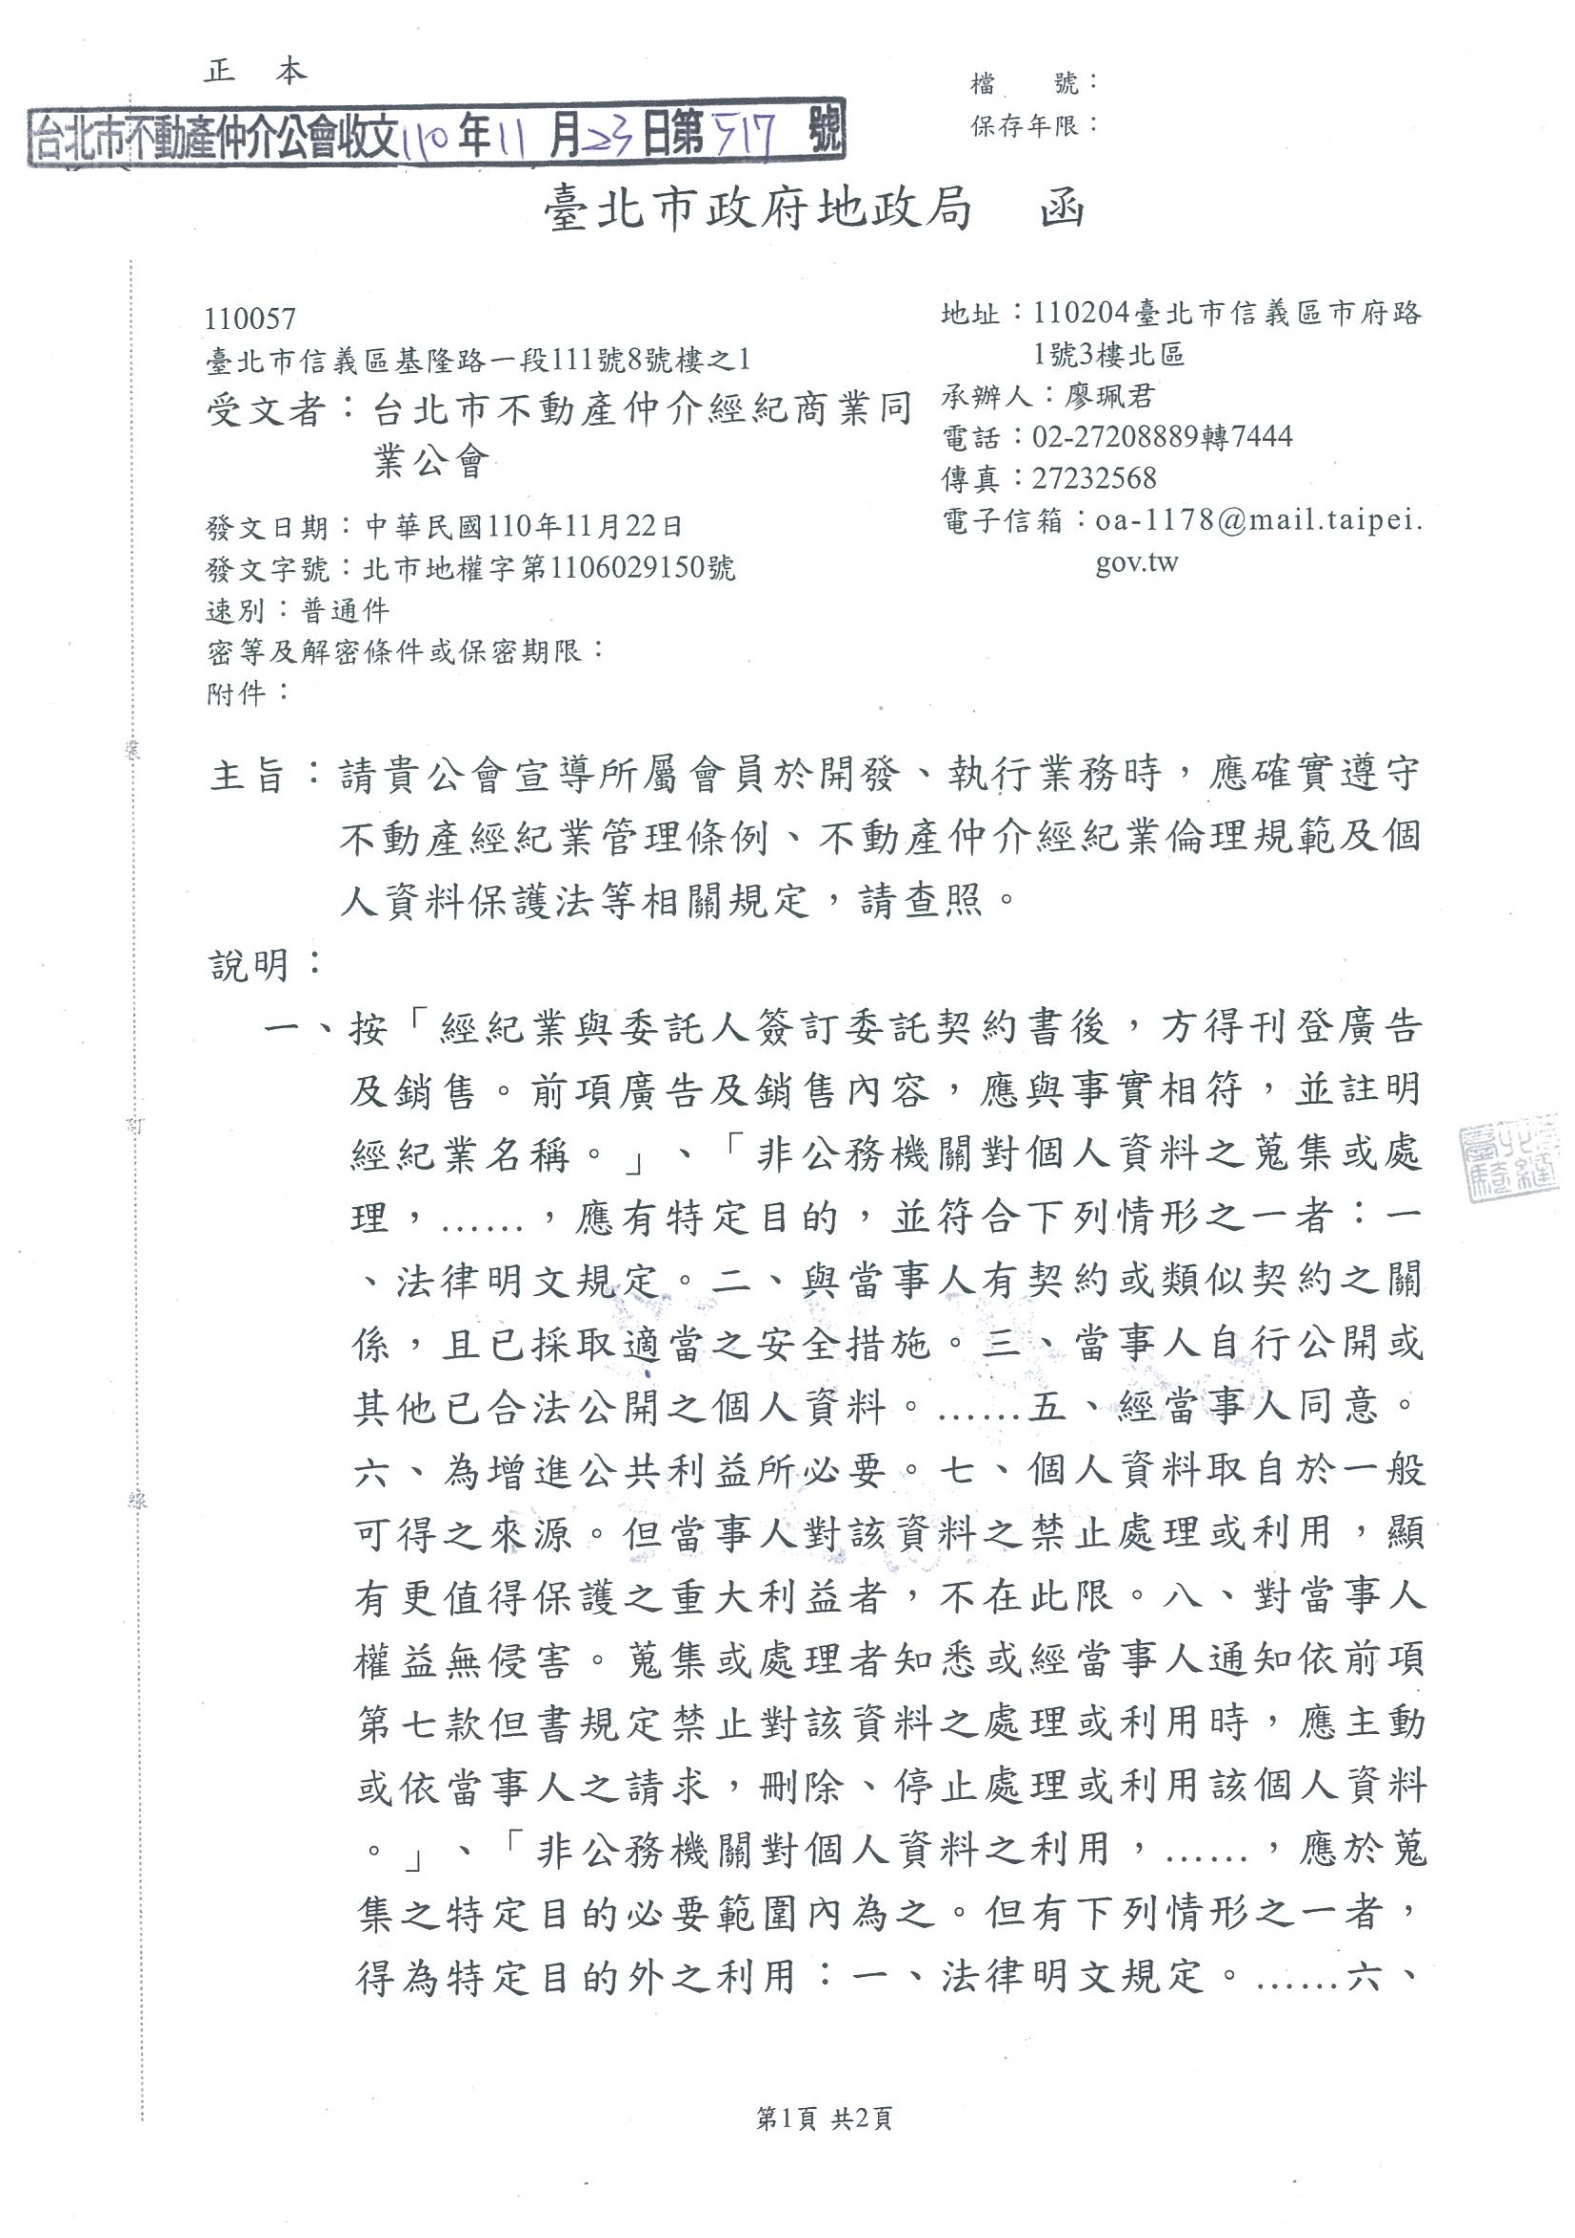 正 本
檔 號：
保存年限：
台北市不動產仲介公會收文110年11月23日第517號
臺北市政府地政局 函
110057
臺北市信義區基隆路一段111號8號樓之1
受文者：台北市不動產仲介經紀商業同
業公會
地址：110204臺北市信義區市府路
1號3樓北區
承辦人：廖珮君
電話：02-27208889轉7444
傳真：27232568
電子信箱：oa-1178@mail.taipei.
gov.tw
發文日期：中華民國110年11月22日
發文字號：北市地權字第1106029150號
速別：普通件
密等及解密條件或保密期限：
附件：
主旨：請貴公會宣導所屬會員於開發、執行業務時，應確實遵守
不動產經紀業管理條例、不動產仲介經紀業倫理規範及個
人資料保護法等相關規定，請查照。
說明：
一、按「經紀業與委託人簽訂委託契約書後，方得刊登廣告
及銷售。前項廣告及銷售內容，應與事實相符，並註明
經紀業名稱。」、「非公務機關對個人資料之蒐集或處
理，……，應有特定目的，並符合下列情形之一者：一
、法律明文規定。二、與當事人有契約或類似契約之關
係，且已採取適當之安全措施。三、當事人自行公開或
其他已合法公開之個人資料。……五、經當事人同意。
六、為增進公共利益所必要。七、個人資料取自於一般
可得之來源。但當事人對該資料之禁止處理或利用，顯
有更值得保護之重大利益者，不在此限。八、對當事人
權益無侵害。蒐集或處理者知悉或經當事人通知依前項
第七款但書規定禁止對該資料之處理或利用時，應主動
或依當事人之請求，刪除、停止處理或利用該個人資料
。」、「非公務機關對個人資料之利用，……，應於蒐
集之特定目的必要範圍內為之。但有下列情形之一者，
得為特定目的外之利用：一、法律明文規定。……六、
裝
訂
線
第1頁 共2頁